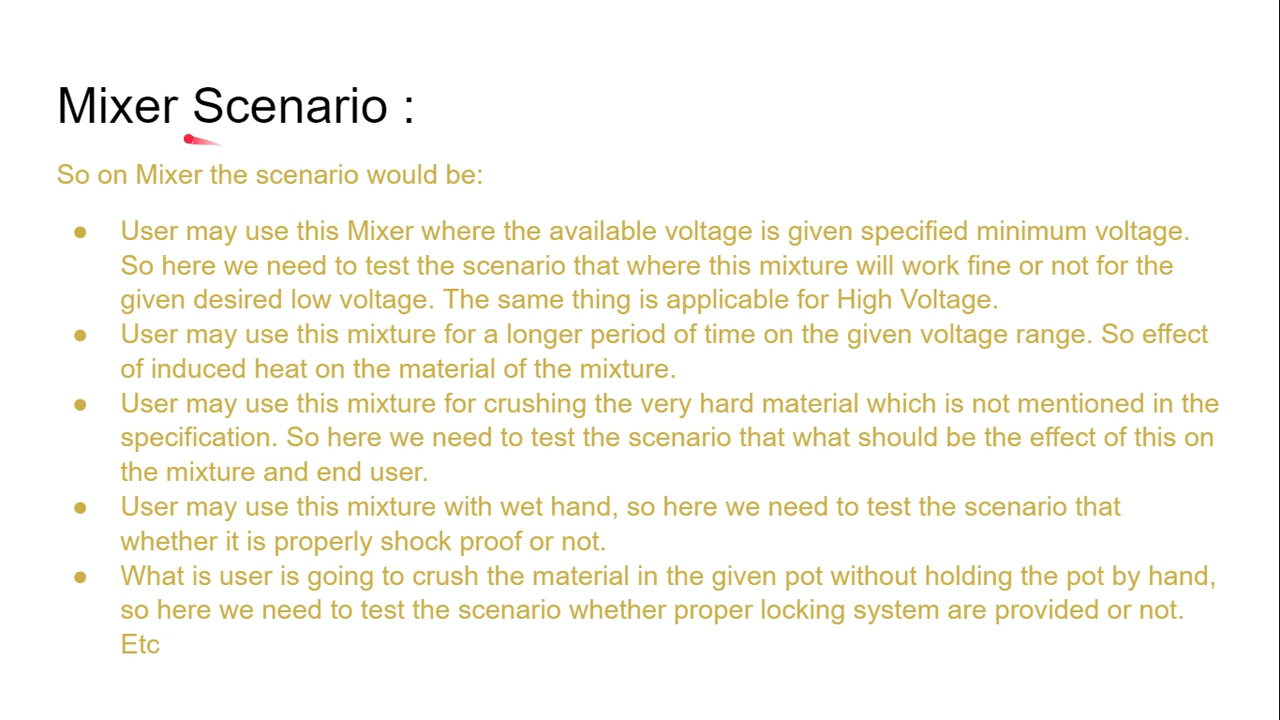 Mixer Scenario :
So on Mixer the scenario would be:
● User may use this Mixer where the available voltage is given specified minimum voltage.
So here we need to test the scenario that where this mixture will work fine or not for the
given desired low voltage. The same thing is applicable for High Voltage.
● User may use this mixture for a longer period of time on the given voltage range. So effect
of induced heat on the material of the mixture.
● User may use this mixture for crushing the very hard material which is not mentioned in the
specification. So here we need to test the scenario that what should be the effect of this on
the mixture and end user.
● User may use this mixture with wet hand, so here we need to test the scenario that
whether it is properly shock proof or not.
● What is user is going to crush the material in the given pot without holding the pot by hand,
so here we need to test the scenario whether proper locking system are provided or not.
Etc